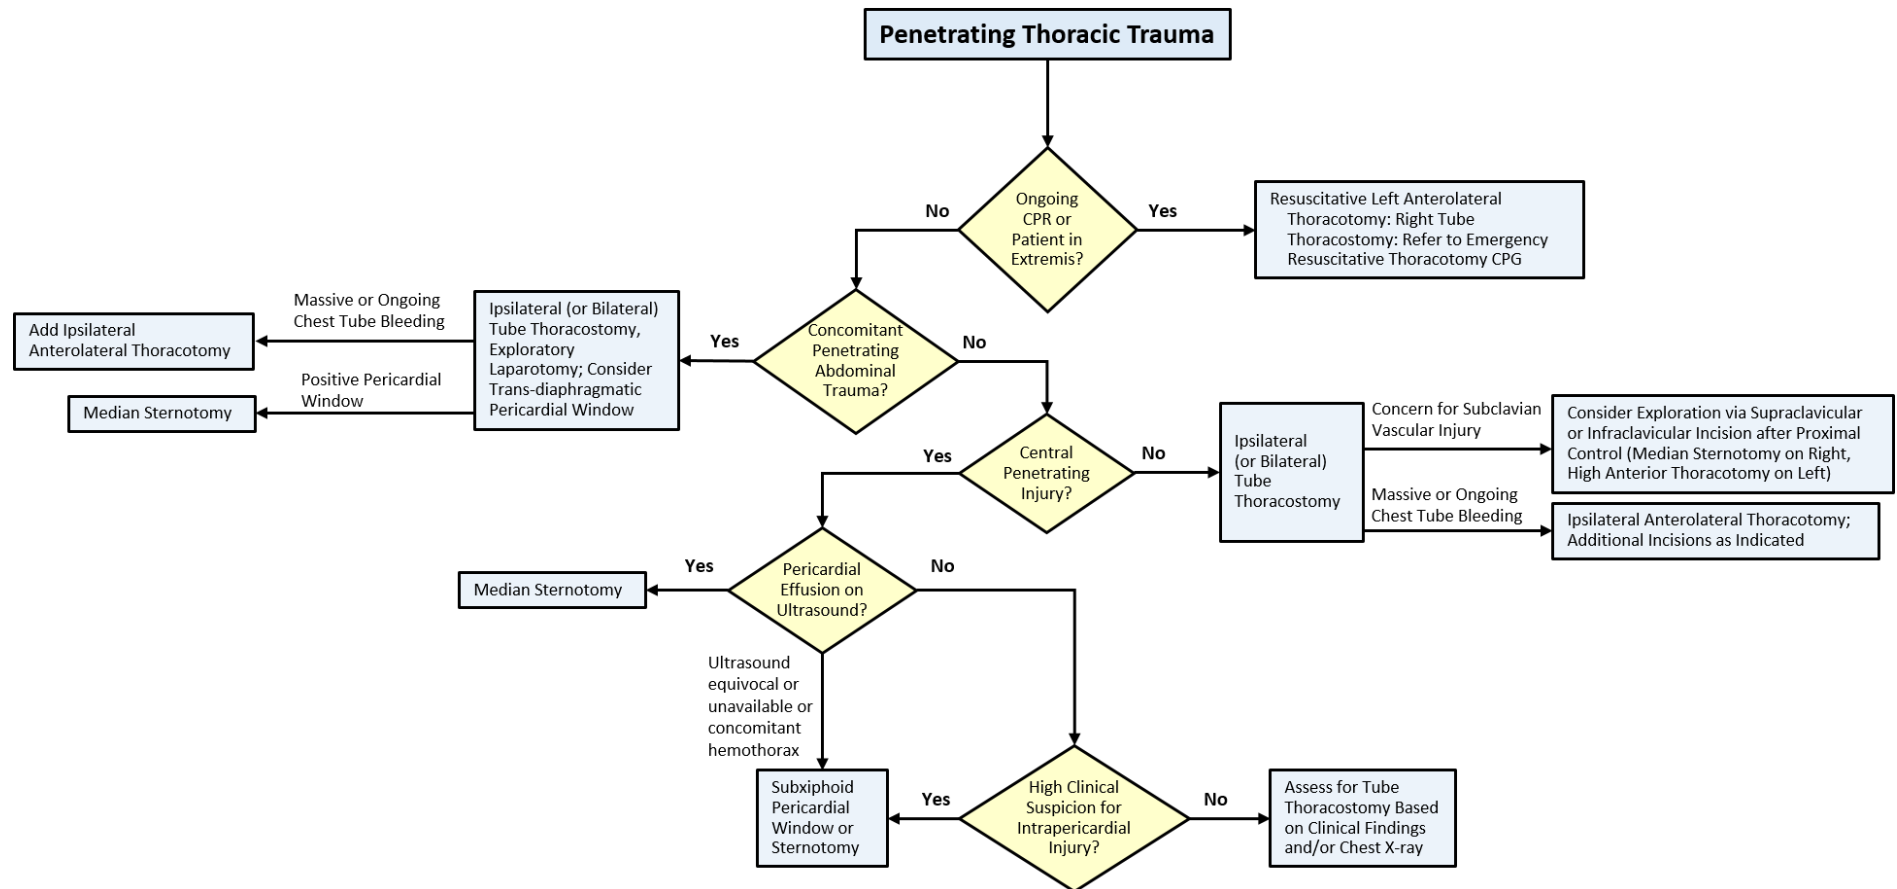 Penetrating Thoracic Trauma
Ongoing
CPR or
Patient in
Extremis?
No
Yes
Resuscitative Left Anterolateral
Thoracotomy: Right Tube
Thoracostomy: Refer to Emergency
Resuscitative Thoracotomy CPG
Concomitant
Penetrating
Abdominal
Trauma?
Yes
No
Ipsilateral (or Bilateral)
Tube Thoracostomy,
Exploratory
Laparotomy; Consider
Trans-diaphragmatic
Pericardial Window
Massive or Ongoing
Chest Tube Bleeding
Add Ipsilateral
Anterolateral Thoracotomy
Positive Pericardial
Window
Median Sternotomy
Central
Penetrating
Injury?
Yes
No
Ipsilateral
(or Bilateral)
Tube
Thoracostomy
Concern for Subclavian
Vascular Injury
Consider Exploration via Supraclavicular
or Infraclavicular Incision after Proximal
Control (Median Sternotomy on Right,
High Anterior Thoracotomy on Left)
Massive or Ongoing
Chest Tube Bleeding
Ipsilateral Anterolateral Thoracotomy;
Additional Incisions as Indicated
Pericardial
Effusion on
Ultrasound?
Yes
No
Median Sternotomy
Ultrasound
equivocal or
unavailable or
concomitant
hemothorax
Subxiphoid
Pericardial
Window or
Sternotomy
High Clinical
Suspicion for
Intrapericardial
Injury?
Yes
No
Assess for Tube
Thoracostomy Based
on Clinical Findings
and/or Chest X-ray